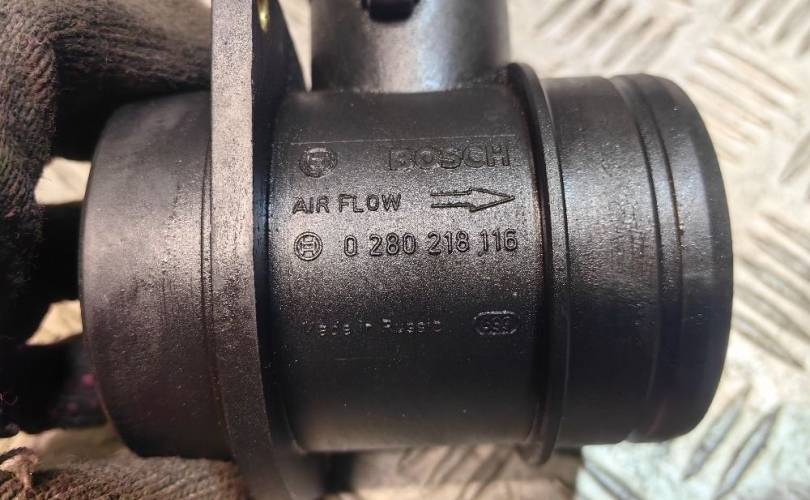 BOSCH
AIR FLOW
0 280 218 116
Made in Russia